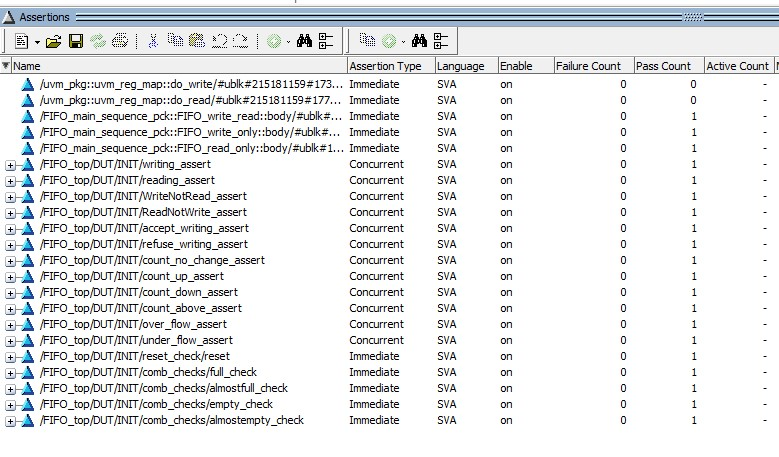 Assertions
Name Assertion Type Language Enable Failure Count Pass Count Active Count
/uvm_pkg::uvm_reg_map::do_write/#ublk#215181159#173... Immediate SVA on 0 0 -
/uvm_pkg::uvm_reg_map::do_read/#ublk#215181159#177... Immediate SVA on 0 0 -
/FIFO_main_sequence_pck::FIFO_write_read::body/#ublk#... Immediate SVA on 0 1 -
/FIFO_main_sequence_pck::FIFO_write_only::body/#ublk#... Immediate SVA on 0 1 -
/FIFO_main_sequence_pck::FIFO_read_only::body/#ublk#1... Immediate SVA on 0 1 -
/FIFO_top/DUT/INIT/writing_assert Concurrent SVA on 0 1 -
/FIFO_top/DUT/INIT/reading_assert Concurrent SVA on 0 1 -
/FIFO_top/DUT/INIT/WriteNotRead_assert Concurrent SVA on 0 1 -
/FIFO_top/DUT/INIT/ReadNotWrite_assert Concurrent SVA on 0 1 -
/FIFO_top/DUT/INIT/accept_writing_assert Concurrent SVA on 0 1 -
/FIFO_top/DUT/INIT/refuse_writing_assert Concurrent SVA on 0 1 -
/FIFO_top/DUT/INIT/count_no_change_assert Concurrent SVA on 0 1 -
/FIFO_top/DUT/INIT/count_up_assert Concurrent SVA on 0 1 -
/FIFO_top/DUT/INIT/count_down_assert Concurrent SVA on 0 1 -
/FIFO_top/DUT/INIT/count_above_assert Concurrent SVA on 0 1 -
/FIFO_top/DUT/INIT/over_flow_assert Concurrent SVA on 0 1 -
/FIFO_top/DUT/INIT/under_flow_assert Concurrent SVA on 0 1 -
/FIFO_top/DUT/INIT/reset_check/reset Immediate SVA on 0 1 -
/FIFO_top/DUT/INIT/comb_checks/full_check Immediate SVA on 0 1 -
/FIFO_top/DUT/INIT/comb_checks/almostfull_check Immediate SVA on 0 1 -
/FIFO_top/DUT/INIT/comb_checks/empty_check Immediate SVA on 0 1 -
/FIFO_top/DUT/INIT/comb_checks/almostempty_check Immediate SVA on 0 1 -